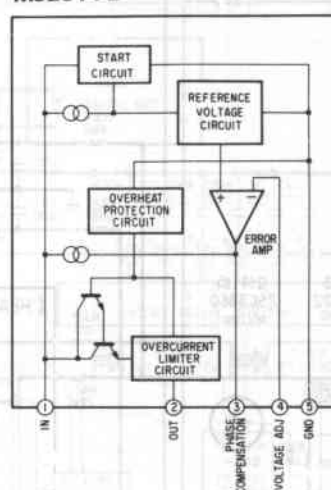 START
CIRCUIT
REFERENCE
VOLTAGE
CIRCUIT
+
−
OVERHEAT
PROTECTION
CIRCUIT
ERROR
AMP
OVERCURRENT
LIMITER
CIRCUIT
1
2
3
4
5
IN
OUT
PHASE
COMPENSATION
VOLTAGE ADJ
GND